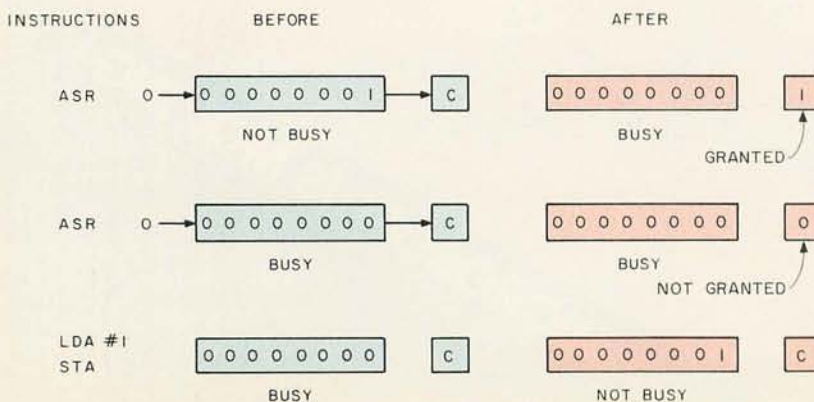 INSTRUCTIONS BEFORE AFTER
ASR 0 0 0 0 0 0 0 0 1 C 0 0 0 0 0 0 0 0 1
NOT BUSY BUSY
GRANTED
ASR 0 0 0 0 0 0 0 0 0 C 0 0 0 0 0 0 0 0 0
BUSY BUSY
NOT GRANTED
LDA #1
STA 0 0 0 0 0 0 0 0 C 0 0 0 0 0 0 0 1 C
BUSY NOT BUSY